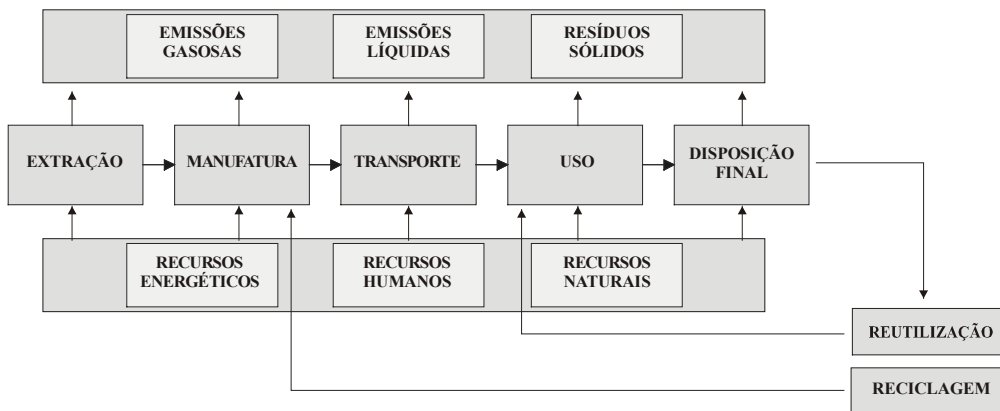 EMISSÕES
GASOSAS
EMISSÕES
LÍQUIDAS
RESÍDUOS
SÓLIDOS
EXTRAÇÃO
MANUFATURA
TRANSPORTE
USO
DISPOSIÇÃO
FINAL
RECURSOS
ENERGÉTICOS
RECURSOS
HUMANOS
RECURSOS
NATURAIS
REUTILIZAÇÃO
RECICLAGEM